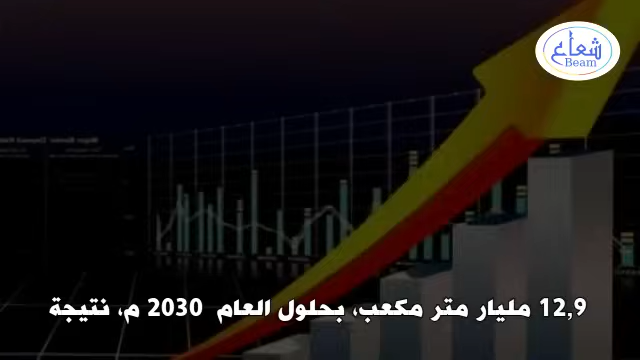 شعاع
Beam
12,9 مليار متر مكعب، بحلول العام 2030 م، نتيجة